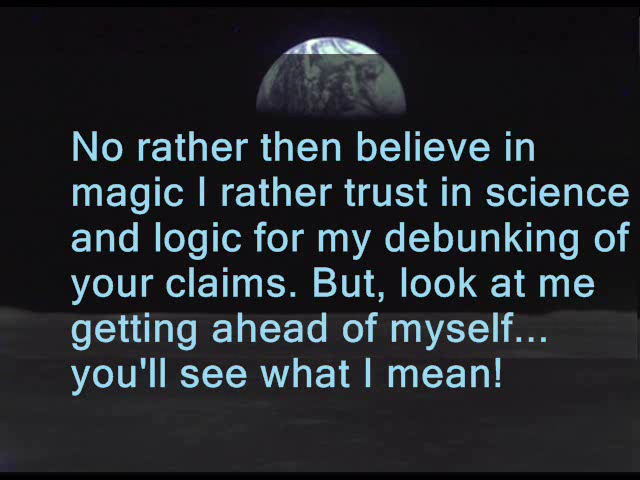 No rather then believe in
magic I rather trust in science
and logic for my debunking of
your claims. But, look at me
getting ahead of myself...
you'll see what I mean!